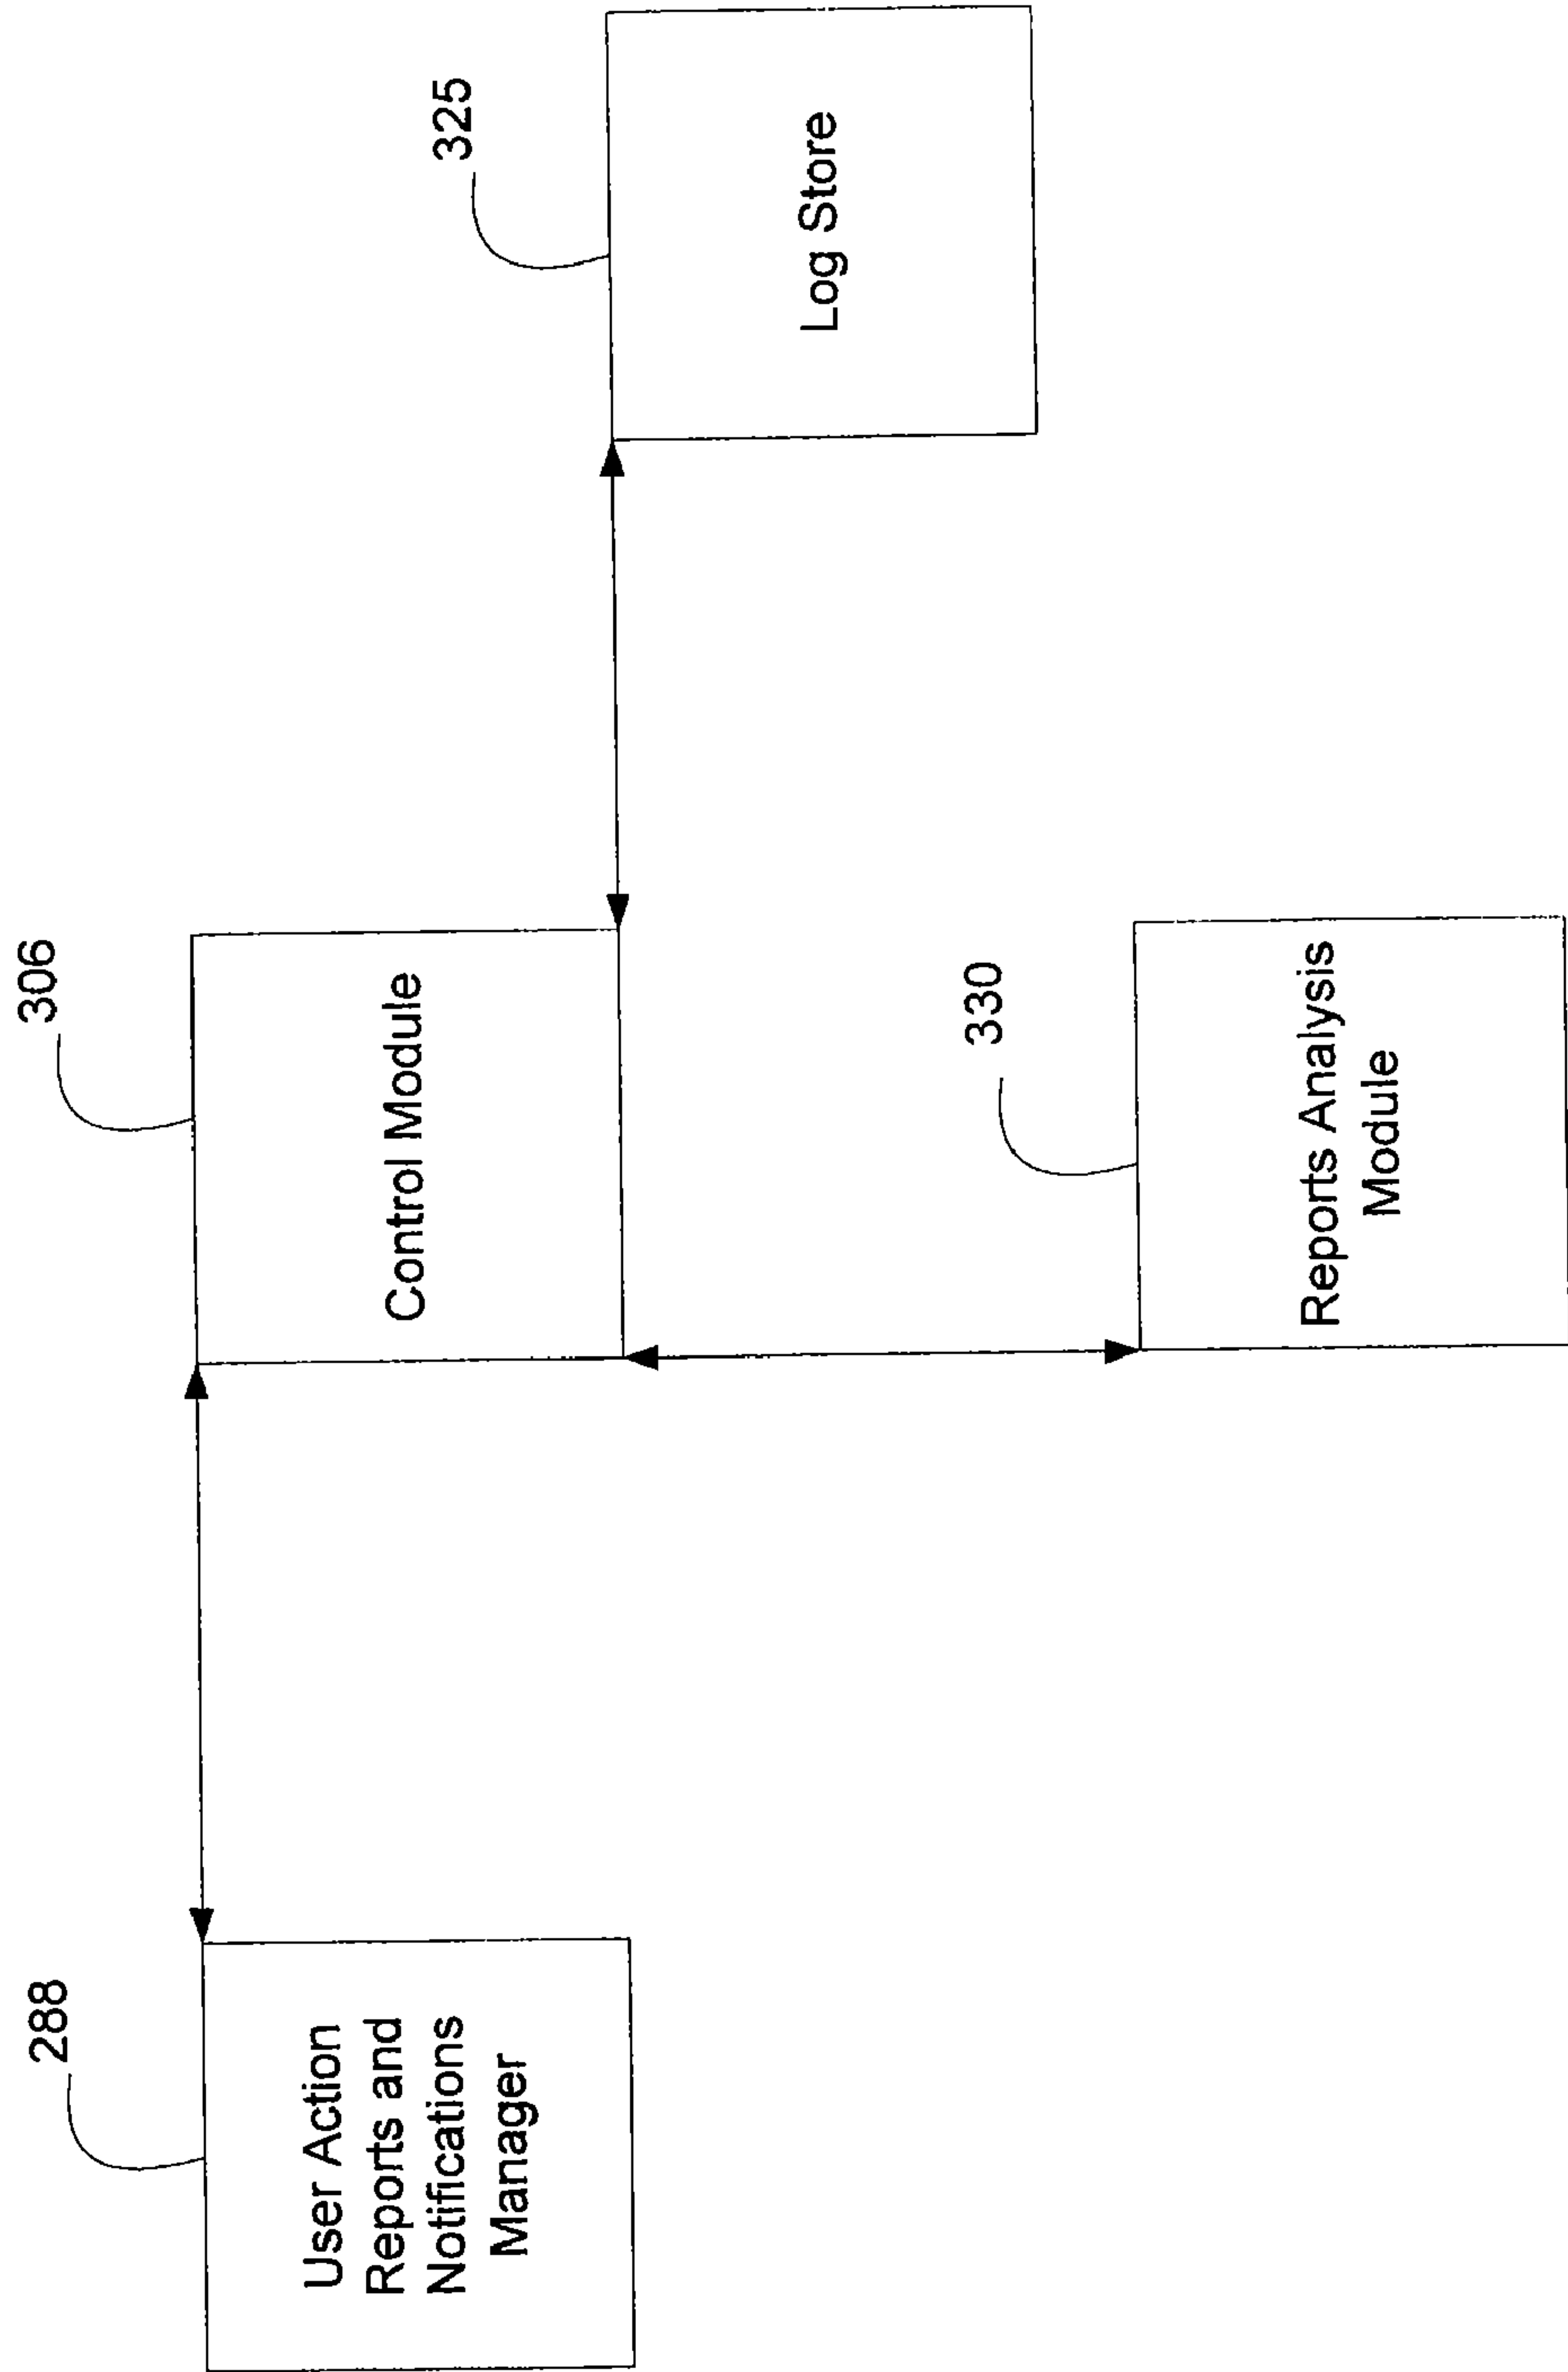 288
User Action
Reports and
Notifications
Manager
306
Control Module
325
Log Store
330
Reports Analysis
Module